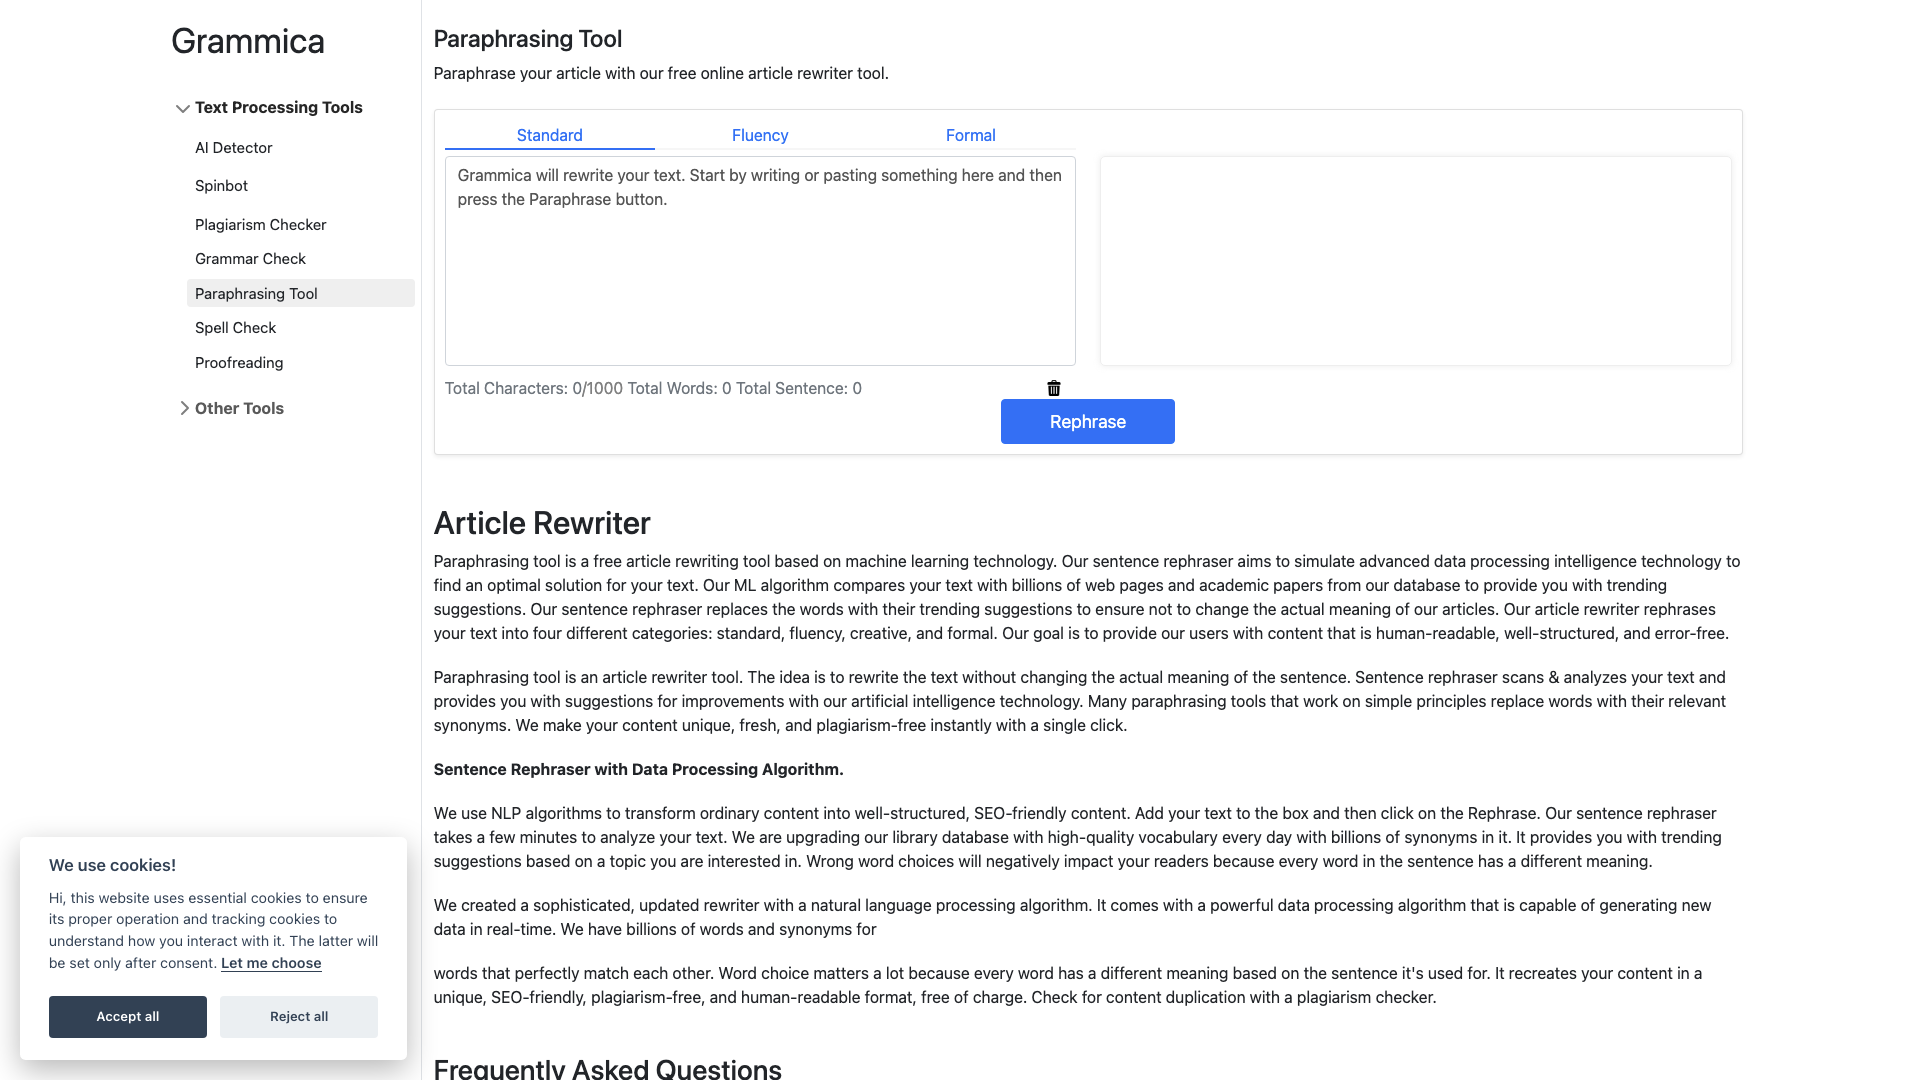 Grammica
Text Processing Tools
AI Detector
Spinbot
Plagiarism Checker
Grammar Check
Paraphrasing Tool
Spell Check
Proofreading
Other Tools
Paraphrasing Tool
Paraphrase your article with our free online article rewriter tool.
Standard
Fluency
Formal
Grammica will rewrite your text. Start by writing or pasting something here and then
press the Paraphrase button.
Total Characters: 0/1000 Total Words: 0 Total Sentence: 0
Rephrase
Article Rewriter
Paraphrasing tool is a free article rewriting tool based on machine learning technology. Our sentence rephraser aims to simulate advanced data processing intelligence technology to
find an optimal solution for your text. Our ML algorithm compares your text with billions of web pages and academic papers from our database to provide you with trending
suggestions. Our sentence rephraser replaces the words with their trending suggestions to ensure not to change the actual meaning of our articles. Our article rewriter rephrases
your text into four different categories: standard, fluency, creative, and formal. Our goal is to provide our users with content that is human-readable, well-structured, and error-free.
Paraphrasing tool is an article rewriter tool. The idea is to rewrite the text without changing the actual meaning of the sentence. Sentence rephraser scans & analyzes your text and
provides you with suggestions for improvements with our artificial intelligence technology. Many paraphrasing tools that work on simple principles replace words with their relevant
synonyms. We make your content unique, fresh, and plagiarism-free instantly with a single click.
Sentence Rephraser with Data Processing Algorithm.
We use NLP algorithms to transform ordinary content into well-structured, SEO-friendly content. Add your text to the box and then click on the Rephrase. Our sentence rephraser
takes a few minutes to analyze your text. We are upgrading our library database with high-quality vocabulary every day with billions of synonyms in it. It provides you with trending
suggestions based on a topic you are interested in. Wrong word choices will negatively impact your readers because every word in the sentence has a different meaning.
We created a sophisticated, updated rewriter with a natural language processing algorithm. It comes with a powerful data processing algorithm that is capable of generating new
data in real-time. We have billions of words and synonyms for
words that perfectly match each other. Word choice matters a lot because every word has a different meaning based on the sentence it's used for. It recreates your content in a
unique, SEO-friendly, plagiarism-free, and human-readable format, free of charge. Check for content duplication with a plagiarism checker.
Frequently Asked Questions
We use cookies!
Hi, this website uses essential cookies to ensure
its proper operation and tracking cookies to
understand how you interact with it. The latter will
be set only after consent. Let me choose
Accept all
Reject all